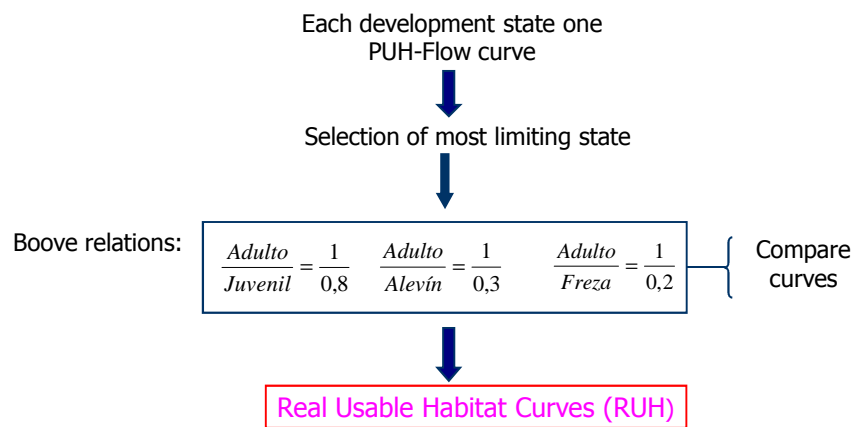 Each development state one
PUH-Flow curve
Selection of most limiting state
Boove relations:
Adulto/Juvenil = 1/0,8 Adulto/Alevín = 1/0,3 Adulto/Freza = 1/0,2
Compare
curves
Real Usable Habitat Curves (RUH)